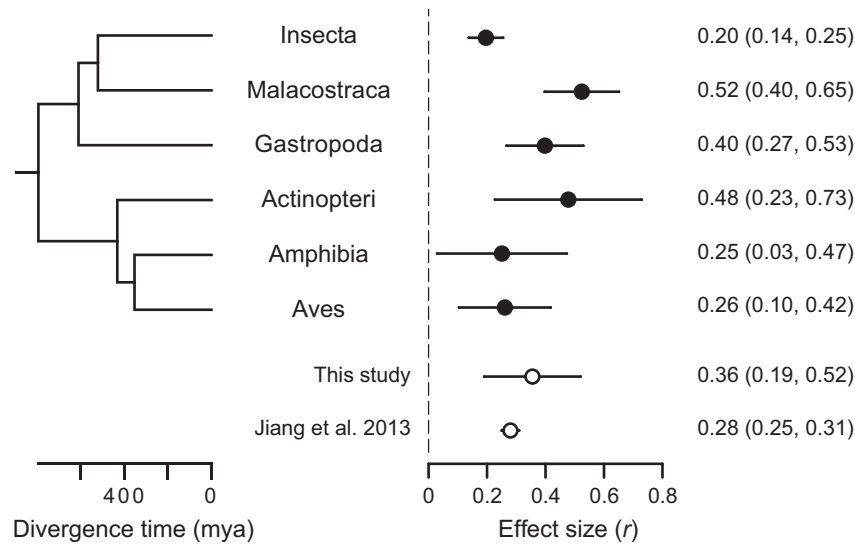 Insecta 0.20 (0.14, 0.25)
Malacostraca 0.52 (0.40, 0.65)
Gastropoda 0.40 (0.27, 0.53)
Actinopteri 0.48 (0.23, 0.73)
Amphibia 0.25 (0.03, 0.47)
Aves 0.26 (0.10, 0.42)
This study 0.36 (0.19, 0.52)
Jiang et al. 2013 0.28 (0.25, 0.31)
400 0 0 0.2 0.4 0.6 0.8
Divergence time (mya) Effect size (r)